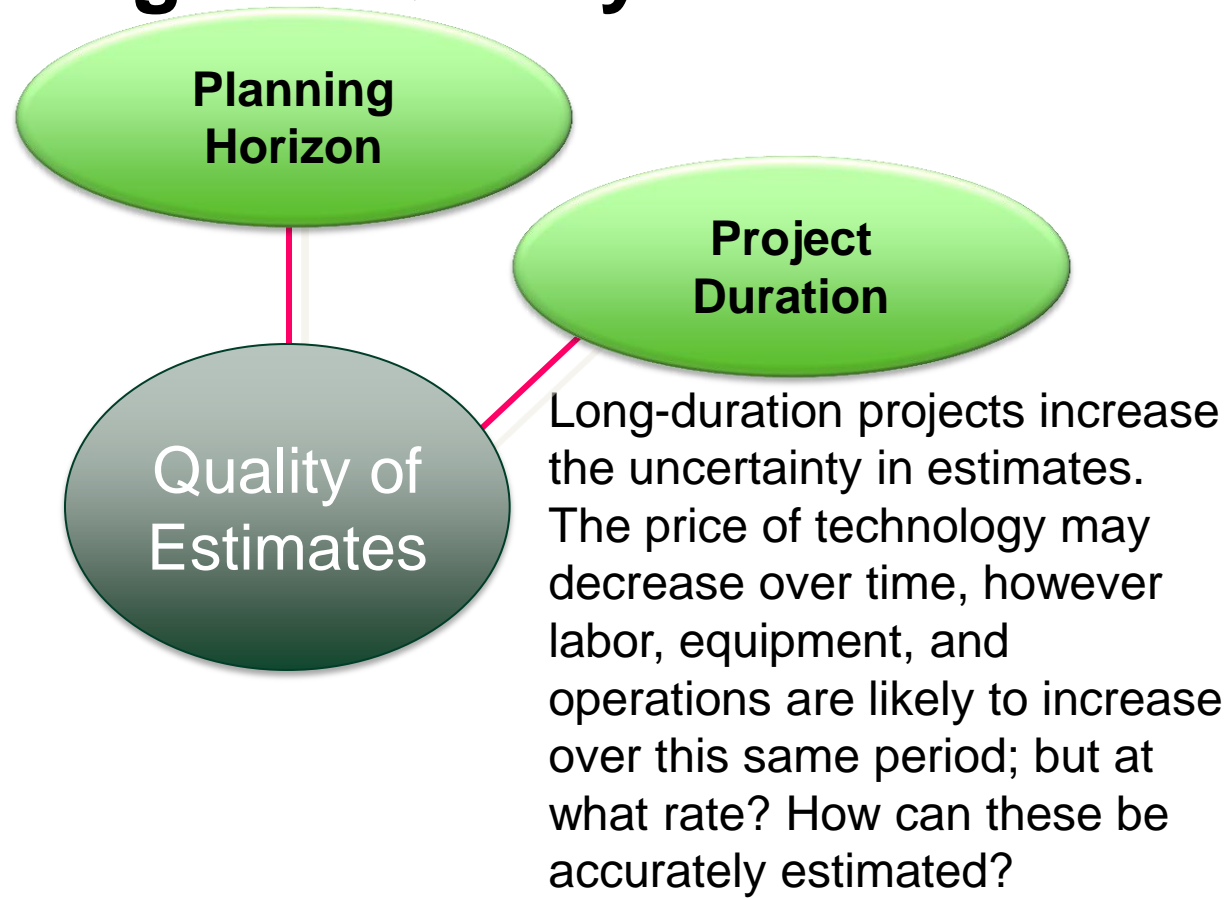 Planning
Horizon
Project
Duration
Quality of
Estimates
Long-duration projects increase
the uncertainty in estimates.
The price of technology may
decrease over time, however
labor, equipment, and
operations are likely to increase
over this same period; but at
what rate? How can these be
accurately estimated?